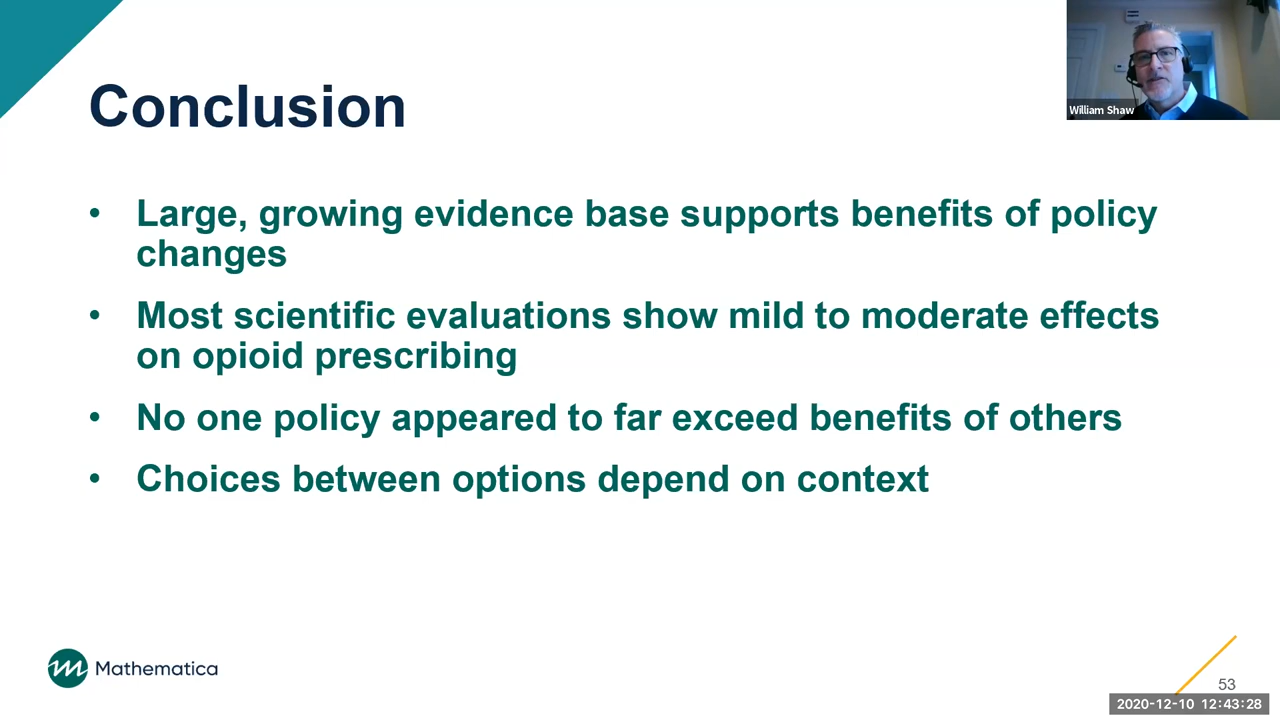 Conclusion
William Shaw
• Large, growing evidence base supports benefits of policy
changes
• Most scientific evaluations show mild to moderate effects
on opioid prescribing
• No one policy appeared to far exceed benefits of others
• Choices between options depend on context
Mathematica
53
2020-12-10 12:43:28